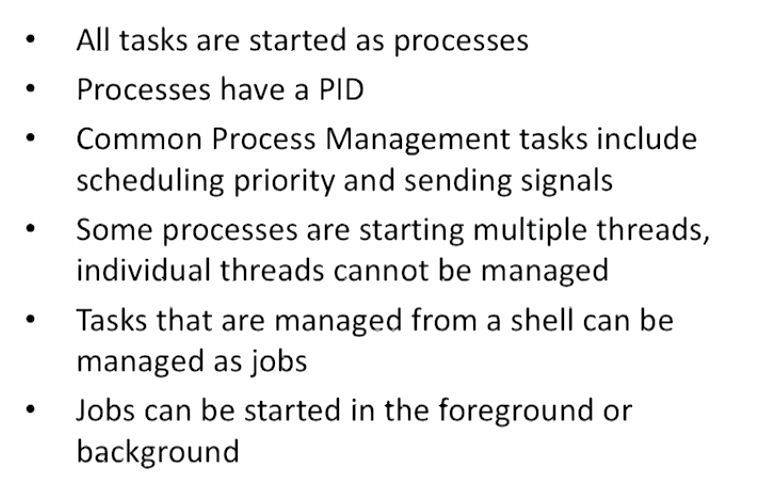 • All tasks are started as processes
• Processes have a PID
• Common Process Management tasks include
scheduling priority and sending signals
• Some processes are starting multiple threads,
individual threads cannot be managed
• Tasks that are managed from a shell can be
managed as jobs
• Jobs can be started in the foreground or
background